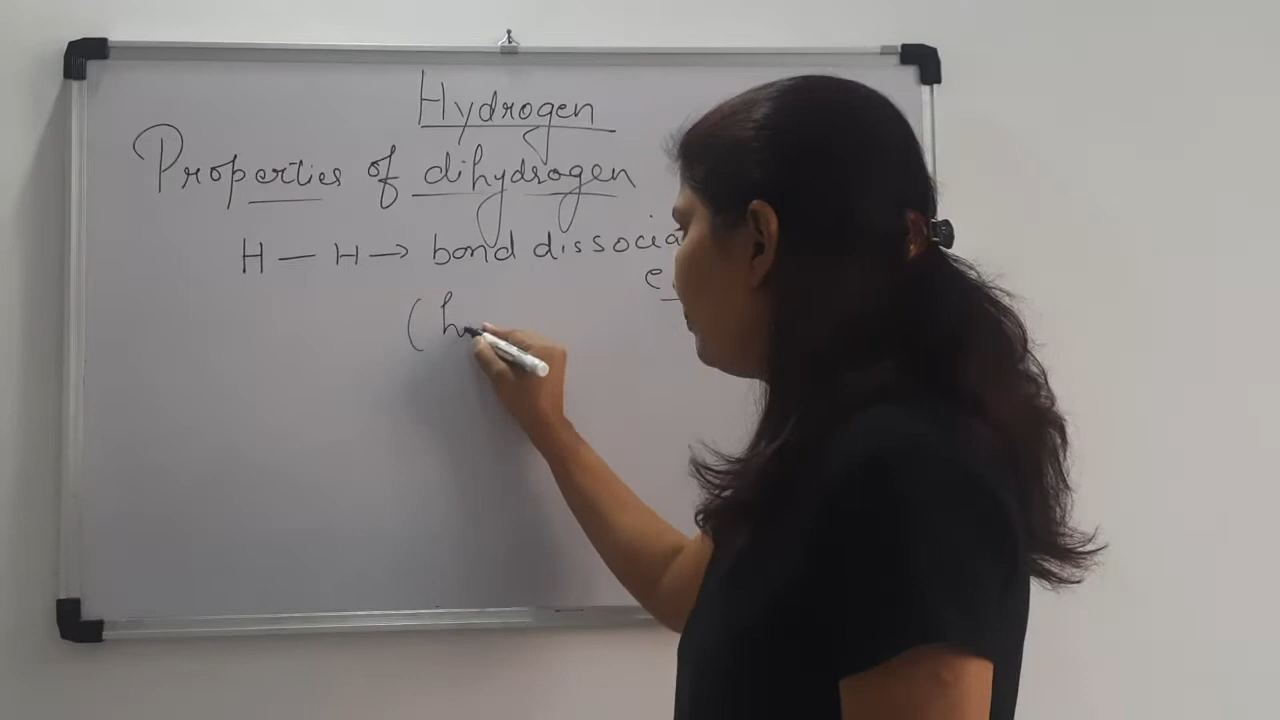 Hydrogen
Properties of dihydrogen
H — H → bond dissocia
e
( h